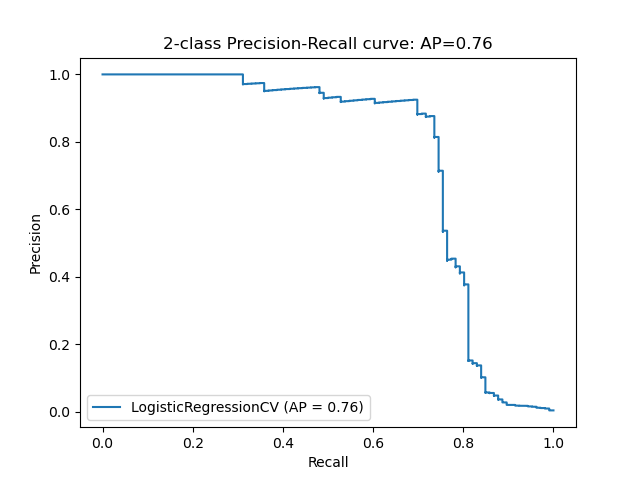 2-class Precision-Recall curve: AP=0.76
1.0
0.8
0.6
0.4
0.2
0.0
Precision
LogisticRegressionCV (AP = 0.76)
0.0 0.2 0.4 0.6 0.8 1.0
Recall